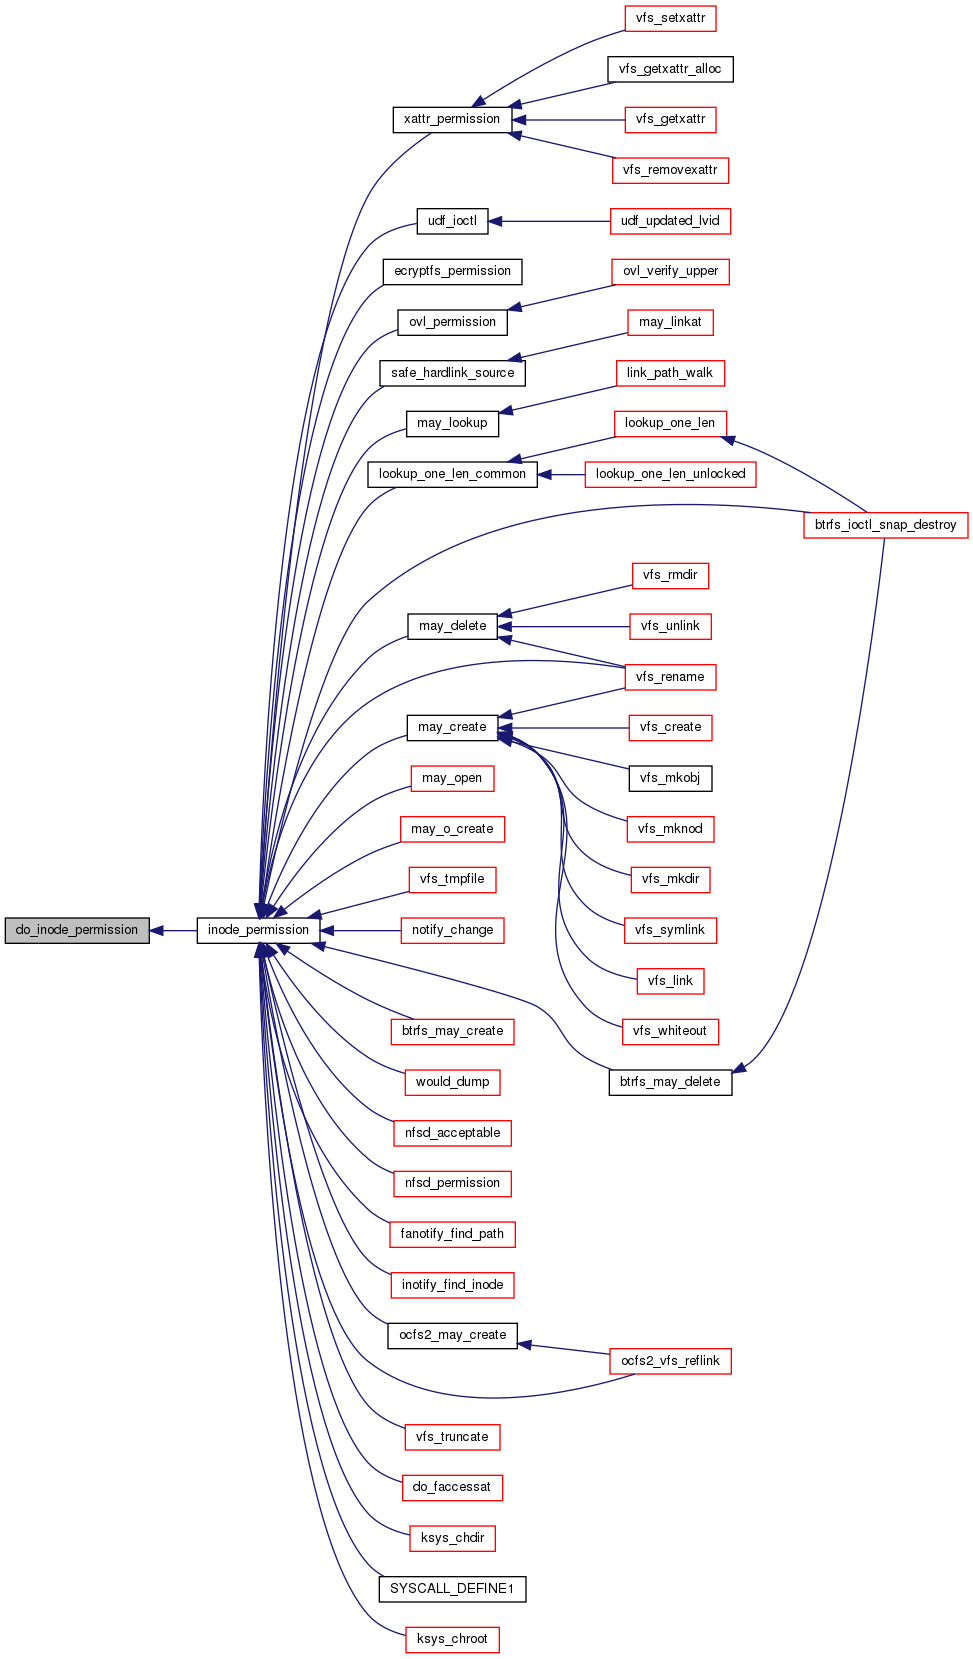 vfs_setxattr
vfs_getxattr_alloc
xattr_permission
vfs_getxattr
vfs_removexattr
udf_ioctl
udf_updated_lvid
ecryptfs_permission
ovl_verify_upper
ovl_permission
may_linkat
safe_hardlink_source
link_path_walk
may_lookup
lookup_one_len
lookup_one_len_common
lookup_one_len_unlocked
btrfs_ioctl_snap_destroy
vfs_rmdir
may_delete
vfs_unlink
vfs_rename
may_create
vfs_create
may_open
vfs_mkobj
may_o_create
vfs_mknod
vfs_tmpfile
vfs_mkdir
do_inode_permission
inode_permission
notify_change
vfs_symlink
vfs_link
btrfs_may_create
vfs_whiteout
would_dump
btrfs_may_delete
nfsd_acceptable
nfsd_permission
fanotify_find_path
inotify_find_inode
ocfs2_may_create
ocfs2_vfs_reflink
vfs_truncate
do_faccessat
ksys_chdir
SYSCALL_DEFINE1
ksys_chroot